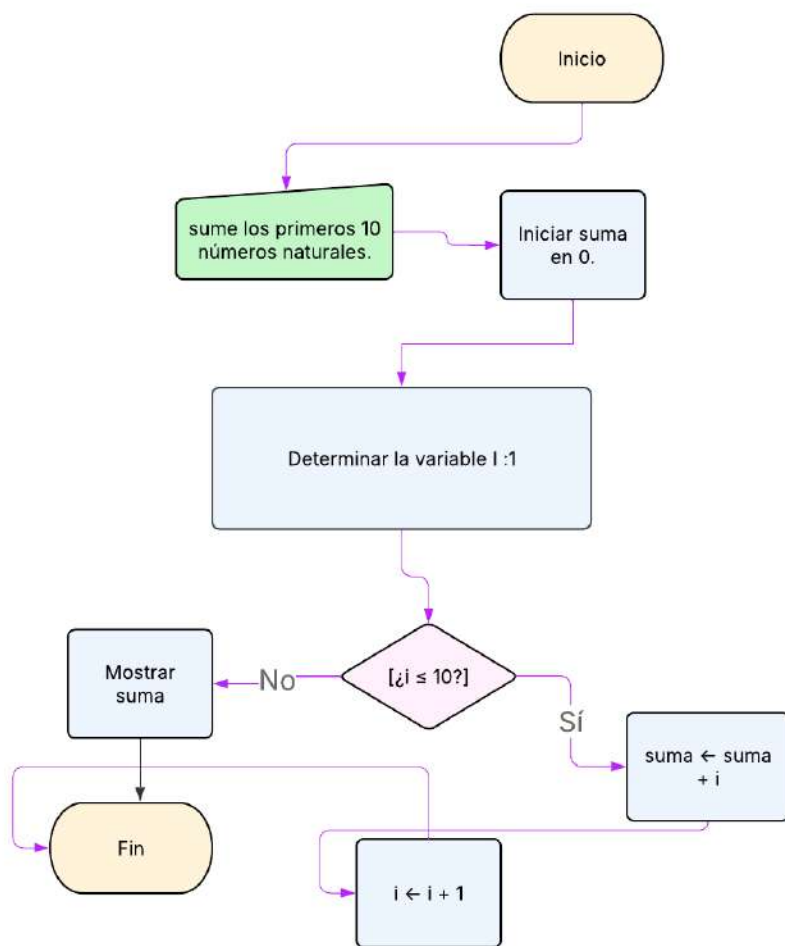 Inicio
sume los primeros 10
números naturales.
Iniciar suma
en 0.
Determinar la variable I :1
[¿i ≤ 10?]
No
Sí
Mostrar
suma
suma ← suma
+ i
Fin
i ← i + 1